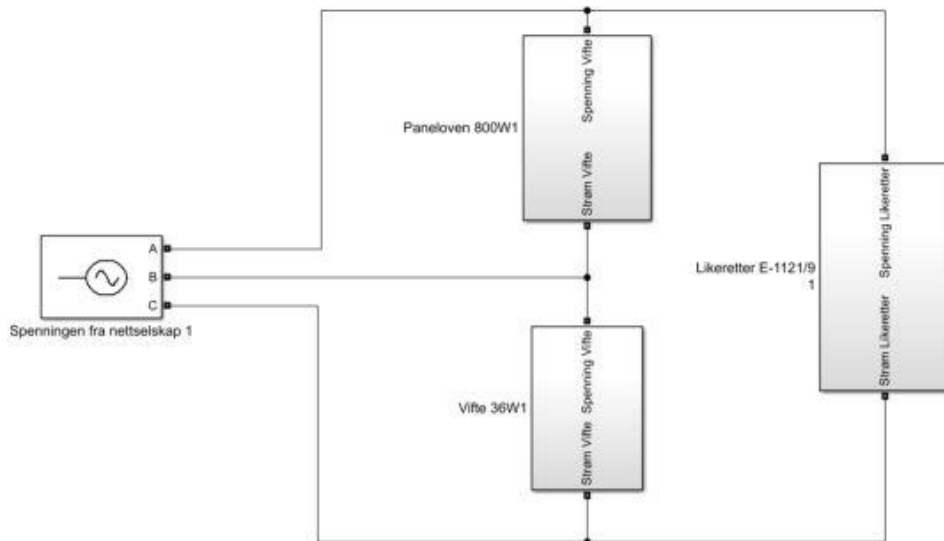 Spenning Vifte
Paneloven 800W1
Strøm Vifte
A
B
C
Spenningen fra nettselskap 1
Spenning Likeretter
Likeretter E-1121/9
1
Strøm Likeretter
Spenning Vifte
Vifte 36W1
Strøm Vifte